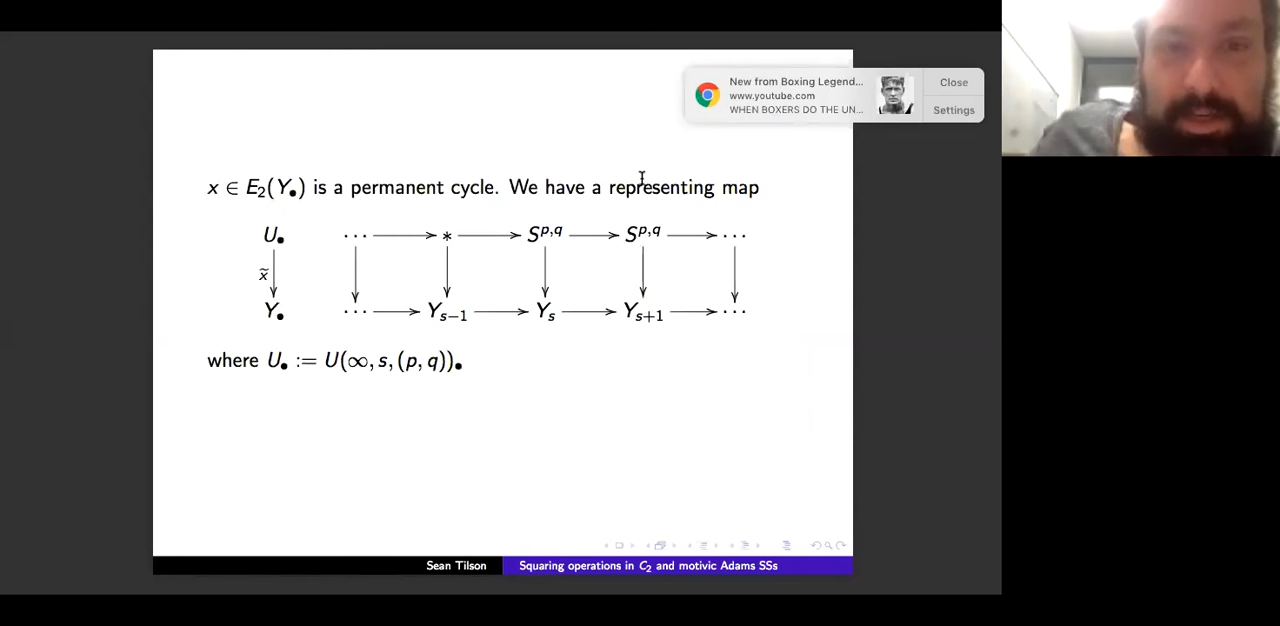 New from Boxing Legend...
www.youtube.com
WHEN BOXERS DO THE UN...
Close
Settings
x ∈ E₂(Y•) is a permanent cycle. We have a representing map
U• ··· * S^{p,q} S^{p,q} ···
x̃
Y• ··· Y_{s−1} Y_s Y_{s+1} ···
where U• := U(∞, s, (p, q))•
Sean Tilson
Squaring operations in C₂ and motivic Adams SSs